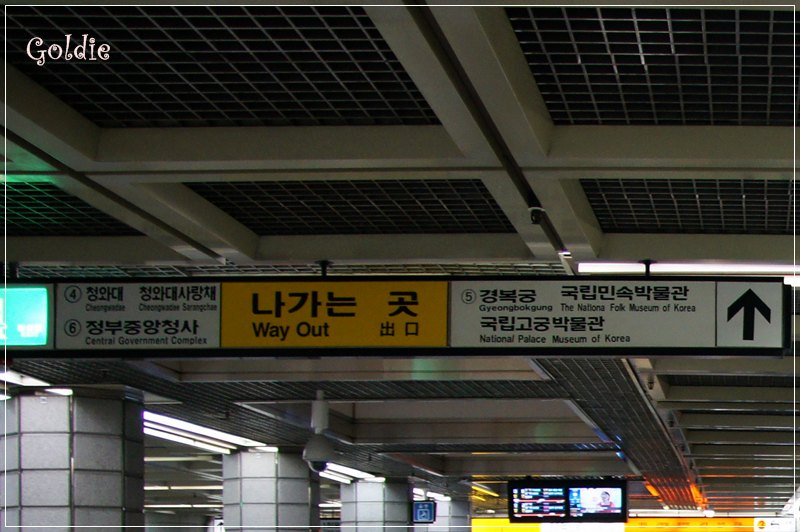 Goldie
④ 청와대 청와대사랑채
Cheongwadae Cheongwadae Sarangchae
⑥ 정부중앙청사
Central Government Complex
나가는 곳
Way Out 出口
⑤ 경복궁 국립민속박물관
Gyeongbokgung The Nationa Folk Museum of Korea
국립고궁박물관
National Palace Museum of Korea